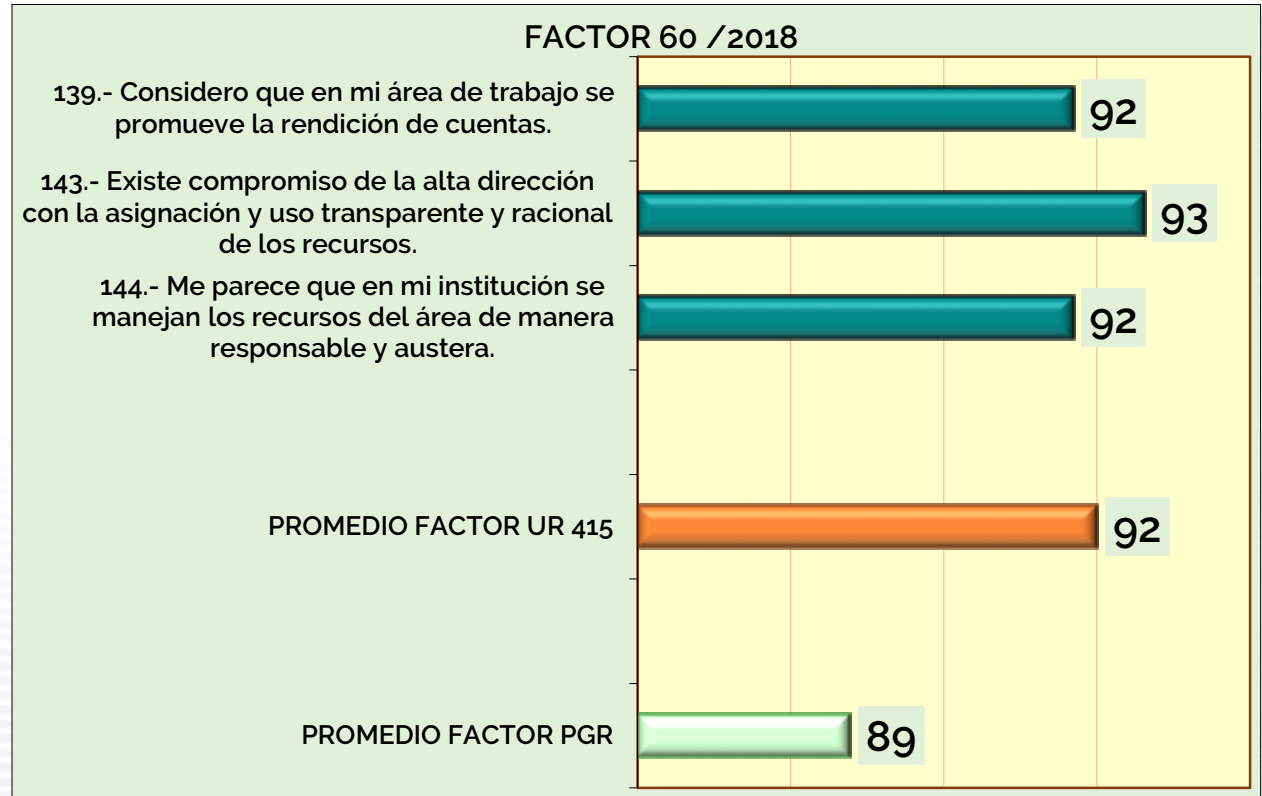 FACTOR 60 /2018
139.- Considero que en mi área de trabajo se
promueve la rendición de cuentas.
92
143.- Existe compromiso de la alta dirección
con la asignación y uso transparente y racional
de los recursos.
93
144.- Me parece que en mi institución se
manejan los recursos del área de manera
responsable y austera.
92
PROMEDIO FACTOR UR 415
92
PROMEDIO FACTOR PGR
89